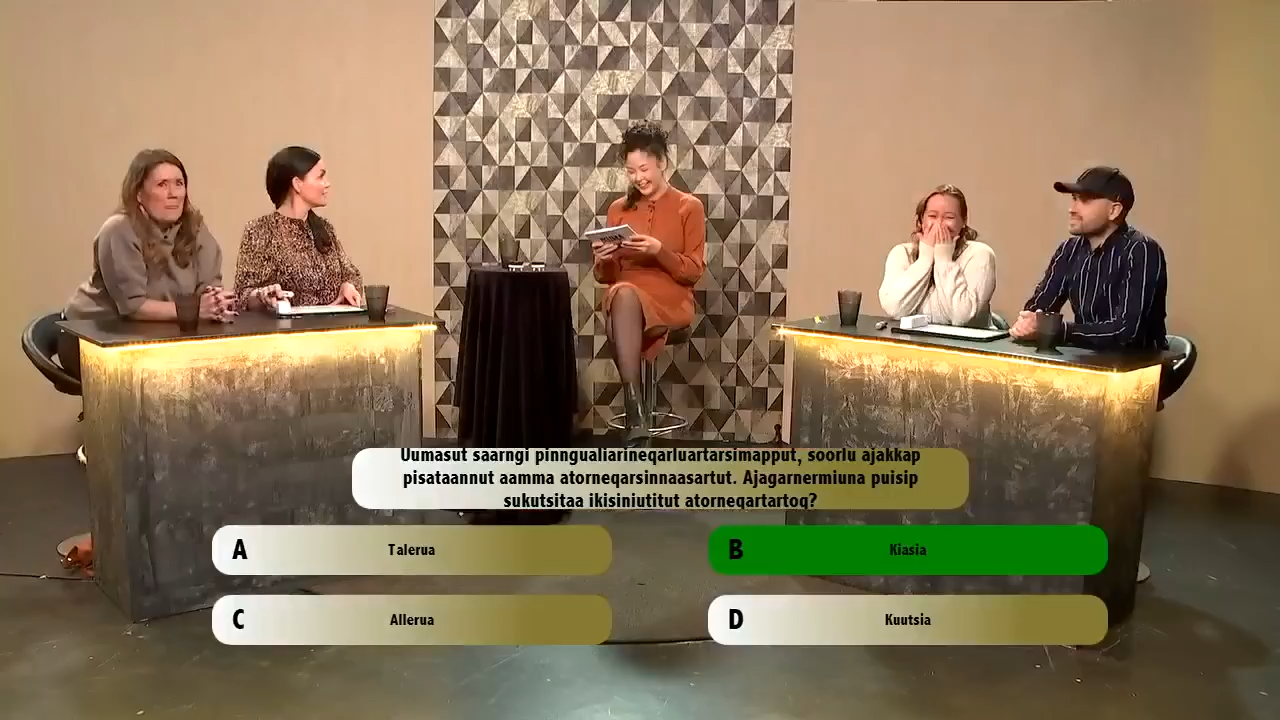 Uumasut saarngi pinngualiarineqarluartarsimapput, soorlu ajakkap
pisataannut aamma atorneqarsinnaasartut. Ajagarnermiuna puisip
sukutsitaa ikisiniutitut atorneqartartoq?
A Talerua
B Kiasia
C Allerua
D Kuutsia